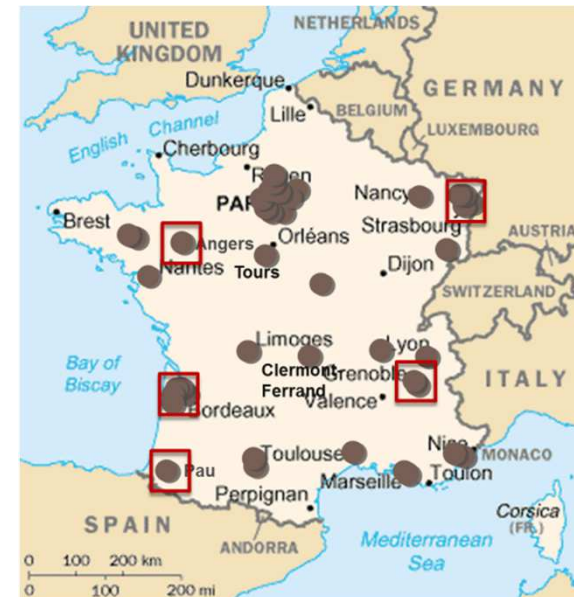 UNITED
KINGDOM
NETHERLANDS
Dunkerque
GERMANY
Lille
BELGIUM
English Channel
LUXEMBOURG
Cherbourg
Nancy
Brest
Strasbourg
AUSTRIA
Angers
Orléans
Nantes
Tours
Dijon
SWITZERLAND
Limoges
Lyon
Bay of
Biscay
Clermont-
Ferrand
Grenoble
ITALY
Valence
Bordeaux
Toulouse
Nice
MONACO
Pau
Marseille
Toulon
Perpignan
Corsica
(FR.)
SPAIN
ANDORRA
Mediterranean
Sea
0 100 200 km
0 100 200 mi